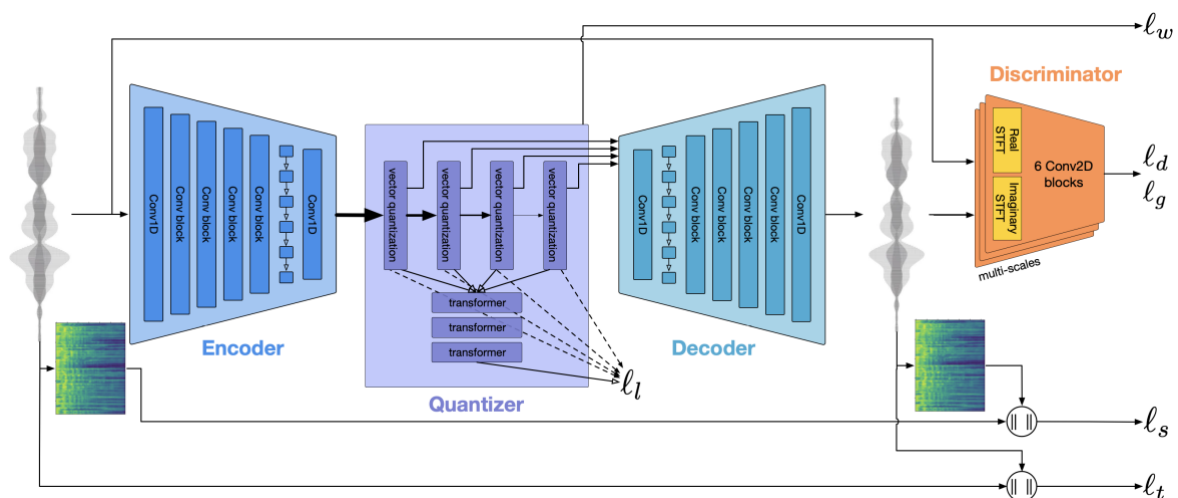 ℓw
Discriminator
Real STFT
Imaginary STFT
6 Conv2D
blocks
multi-scales
ℓd
ℓg
Conv1D
Conv block
Conv block
Conv block
Conv block
Conv1D
Encoder
vector quantization
vector quantization
vector quantization
vector quantization
transformer
transformer
transformer
ℓl
Quantizer
Conv1D
Conv block
Conv block
Conv block
Conv block
Conv1D
Decoder
|| ||
ℓs
|| ||
ℓt